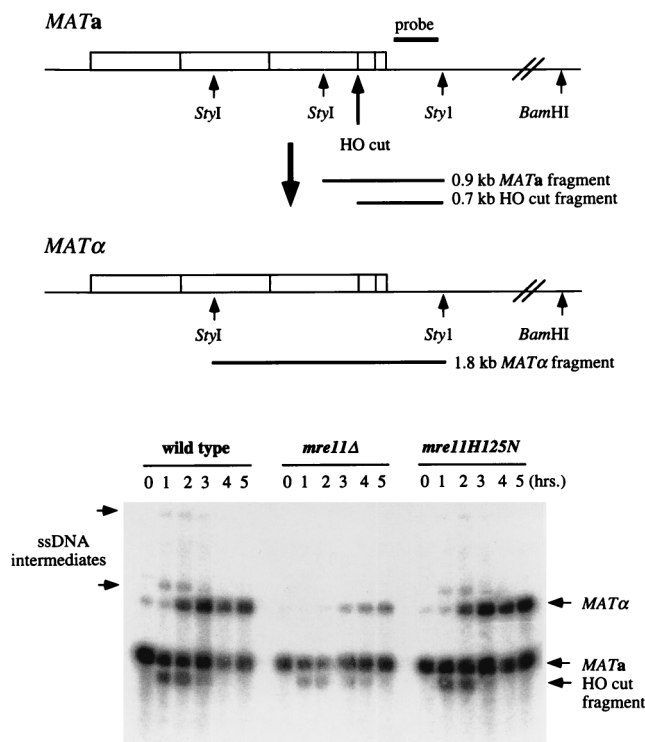 MATa
probe
StyI
StyI
Sty1
BamHI
HO cut
0.9 kb MATa fragment
0.7 kb HO cut fragment
MATα
StyI
Sty1
BamHI
1.8 kb MATα fragment
wild type
mre11Δ
mre11H125N
0 1 2 3 4 5
0 1 2 3 4 5
0 1 2 3 4 5 (hrs.)
ssDNA
intermediates
MATα
MATa
HO cut
fragment